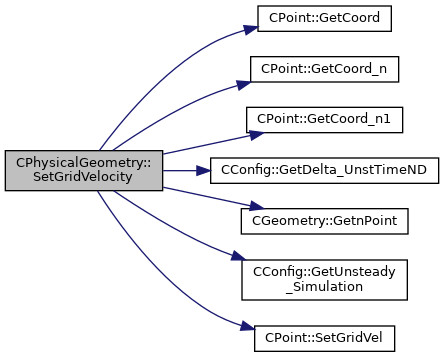 CPoint::GetCoord
CPoint::GetCoord_n
CPoint::GetCoord_n1
CPhysicalGeometry::
SetGridVelocity
CConfig::GetDelta_UnstTimeND
CGeometry::GetnPoint
CConfig::GetUnsteady
_Simulation
CPoint::SetGridVel